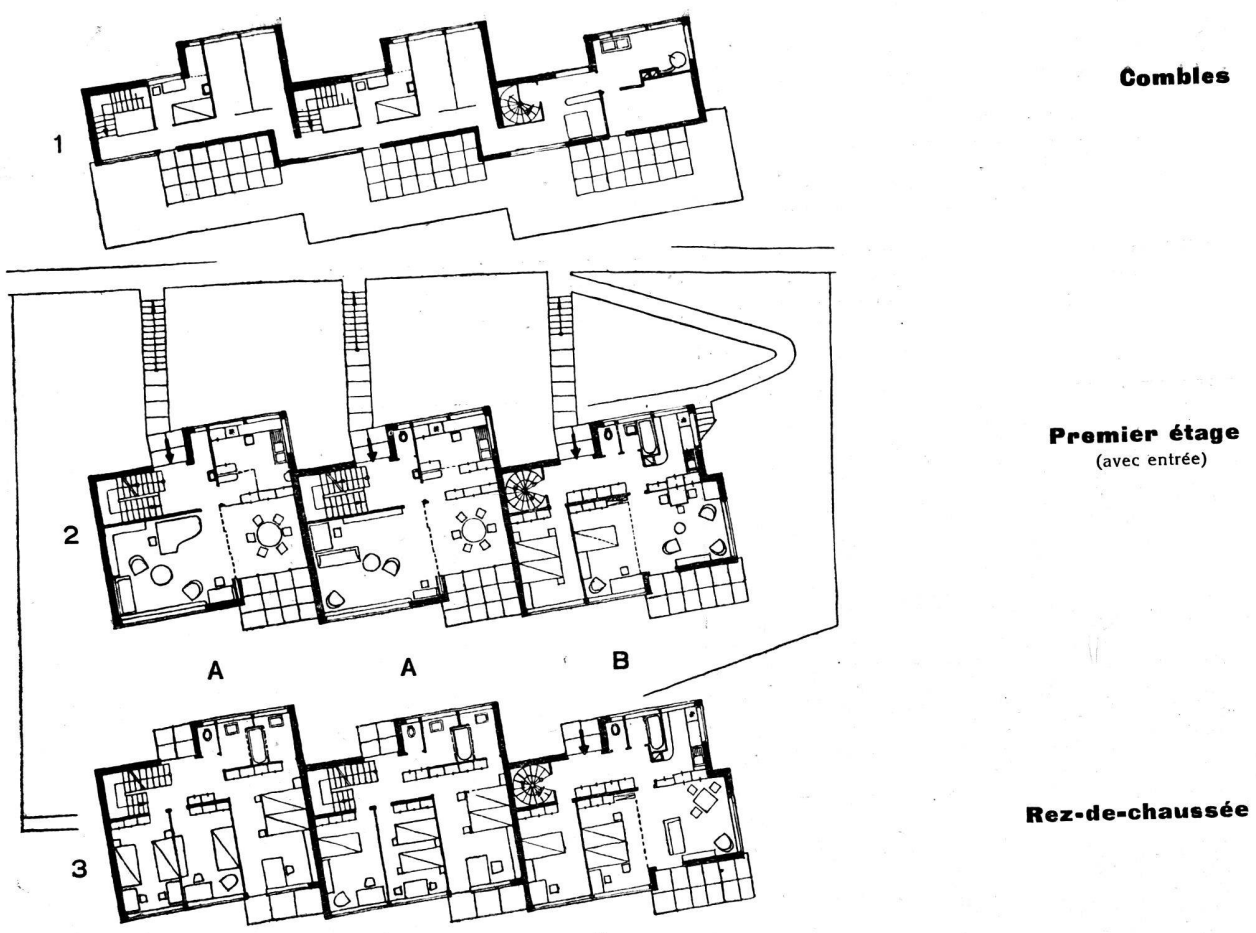 Combles
1
Premier étage
(avec entrée)
2
A A B
Rez-de-chaussée
3